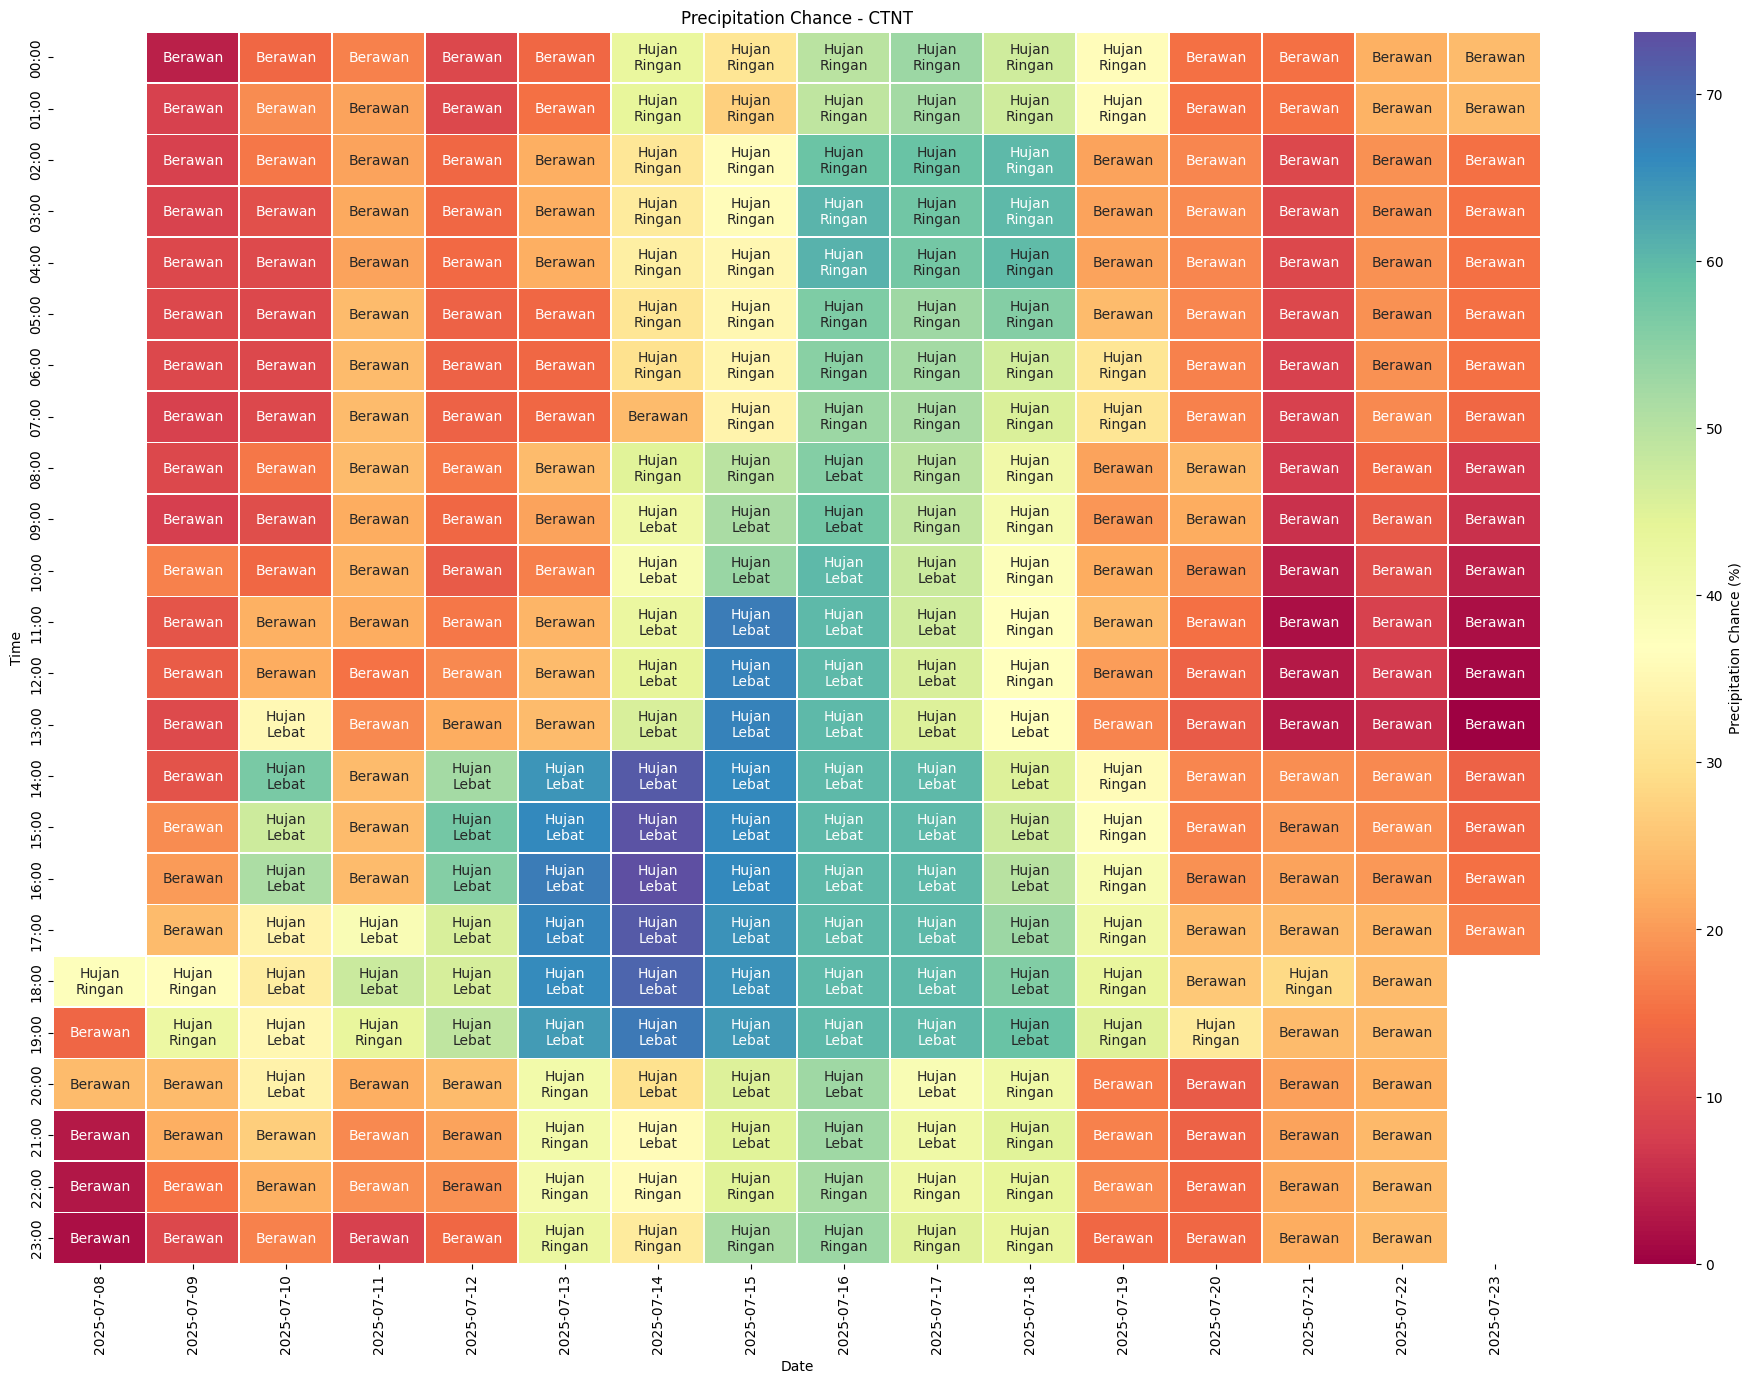 Precipitation Chance - CTNT
00:00 Berawan Berawan Berawan Berawan Berawan Hujan Ringan Hujan Ringan Hujan Ringan Hujan Ringan Hujan Ringan Hujan Ringan Berawan Berawan Berawan Berawan
01:00 Berawan Berawan Berawan Berawan Berawan Hujan Ringan Hujan Ringan Hujan Ringan Hujan Ringan Hujan Ringan Hujan Ringan Berawan Berawan Berawan Berawan
02:00 Berawan Berawan Berawan Berawan Berawan Hujan Ringan Hujan Ringan Hujan Ringan Hujan Ringan Hujan Ringan Berawan Berawan Berawan Berawan Berawan
03:00 Berawan Berawan Berawan Berawan Berawan Hujan Ringan Hujan Ringan Hujan Ringan Hujan Ringan Hujan Ringan Berawan Berawan Berawan Berawan Berawan
04:00 Berawan Berawan Berawan Berawan Berawan Hujan Ringan Hujan Ringan Hujan Ringan Hujan Ringan Hujan Ringan Berawan Berawan Berawan Berawan Berawan
05:00 Berawan Berawan Berawan Berawan Berawan Hujan Ringan Hujan Ringan Hujan Ringan Hujan Ringan Hujan Ringan Berawan Berawan Berawan Berawan Berawan
06:00 Berawan Berawan Berawan Berawan Berawan Hujan Ringan Hujan Ringan Hujan Ringan Hujan Ringan Hujan Ringan Hujan Ringan Berawan Berawan Berawan Berawan
07:00 Berawan Berawan Berawan Berawan Berawan Berawan Hujan Ringan Hujan Ringan Hujan Ringan Hujan Ringan Hujan Ringan Berawan Berawan Berawan Berawan
08:00 Berawan Berawan Berawan Berawan Berawan Hujan Ringan Hujan Ringan Hujan Lebat Hujan Ringan Hujan Ringan Berawan Berawan Berawan Berawan Berawan
09:00 Berawan Berawan Berawan Berawan Berawan Hujan Lebat Hujan Lebat Hujan Lebat Hujan Ringan Hujan Ringan Berawan Berawan Berawan Berawan Berawan
10:00 Berawan Berawan Berawan Berawan Berawan Hujan Lebat Hujan Lebat Hujan Lebat Hujan Lebat Hujan Ringan Berawan Berawan Berawan Berawan Berawan
11:00 Berawan Berawan Berawan Berawan Berawan Hujan Lebat Hujan Lebat Hujan Lebat Hujan Lebat Hujan Ringan Berawan Berawan Berawan Berawan Berawan
12:00 Berawan Berawan Berawan Berawan Berawan Hujan Lebat Hujan Lebat Hujan Lebat Hujan Lebat Hujan Ringan Berawan Berawan Berawan Berawan Berawan
13:00 Berawan Hujan Lebat Berawan Berawan Berawan Hujan Lebat Hujan Lebat Hujan Lebat Hujan Lebat Hujan Lebat Berawan Berawan Berawan Berawan Berawan
14:00 Berawan Hujan Lebat Berawan Hujan Lebat Hujan Lebat Hujan Lebat Hujan Lebat Hujan Lebat Hujan Lebat Hujan Lebat Hujan Ringan Berawan Berawan Berawan Berawan
15:00 Berawan Hujan Lebat Berawan Hujan Lebat Hujan Lebat Hujan Lebat Hujan Lebat Hujan Lebat Hujan Lebat Hujan Lebat Hujan Ringan Berawan Berawan Berawan Berawan
16:00 Berawan Hujan Lebat Berawan Hujan Lebat Hujan Lebat Hujan Lebat Hujan Lebat Hujan Lebat Hujan Lebat Hujan Lebat Hujan Ringan Berawan Berawan Berawan Berawan
17:00 Berawan Hujan Lebat Hujan Lebat Hujan Lebat Hujan Lebat Hujan Lebat Hujan Lebat Hujan Lebat Hujan Lebat Hujan Lebat Hujan Ringan Berawan Berawan Berawan Berawan
18:00 Hujan Ringan Hujan Ringan Hujan Lebat Hujan Lebat Hujan Lebat Hujan Lebat Hujan Lebat Hujan Lebat Hujan Lebat Hujan Lebat Hujan Lebat Hujan Ringan Berawan Hujan Ringan Berawan
19:00 Berawan Hujan Ringan Hujan Lebat Hujan Ringan Hujan Lebat Hujan Lebat Hujan Lebat Hujan Lebat Hujan Lebat Hujan Lebat Hujan Lebat Hujan Ringan Hujan Ringan Berawan Berawan
20:00 Berawan Berawan Hujan Lebat Berawan Berawan Hujan Ringan Hujan Lebat Hujan Lebat Hujan Lebat Hujan Lebat Hujan Ringan Berawan Berawan Berawan Berawan
21:00 Berawan Berawan Berawan Berawan Berawan Hujan Ringan Hujan Lebat Hujan Lebat Hujan Lebat Hujan Lebat Hujan Ringan Berawan Berawan Berawan Berawan
22:00 Berawan Berawan Berawan Berawan Berawan Hujan Ringan Hujan Ringan Hujan Ringan Hujan Ringan Hujan Ringan Hujan Ringan Berawan Berawan Berawan Berawan
23:00 Berawan Berawan Berawan Berawan Berawan Hujan Ringan Hujan Ringan Hujan Ringan Hujan Ringan Hujan Ringan Hujan Ringan Berawan Berawan Berawan Berawan
Time
2025-07-08 2025-07-09 2025-07-10 2025-07-11 2025-07-12 2025-07-13 2025-07-14 2025-07-15 2025-07-16 2025-07-17 2025-07-18 2025-07-19 2025-07-20 2025-07-21 2025-07-22 2025-07-23
Date
70
60
50
40
30
20
10
0
Precipitation Chance (%)